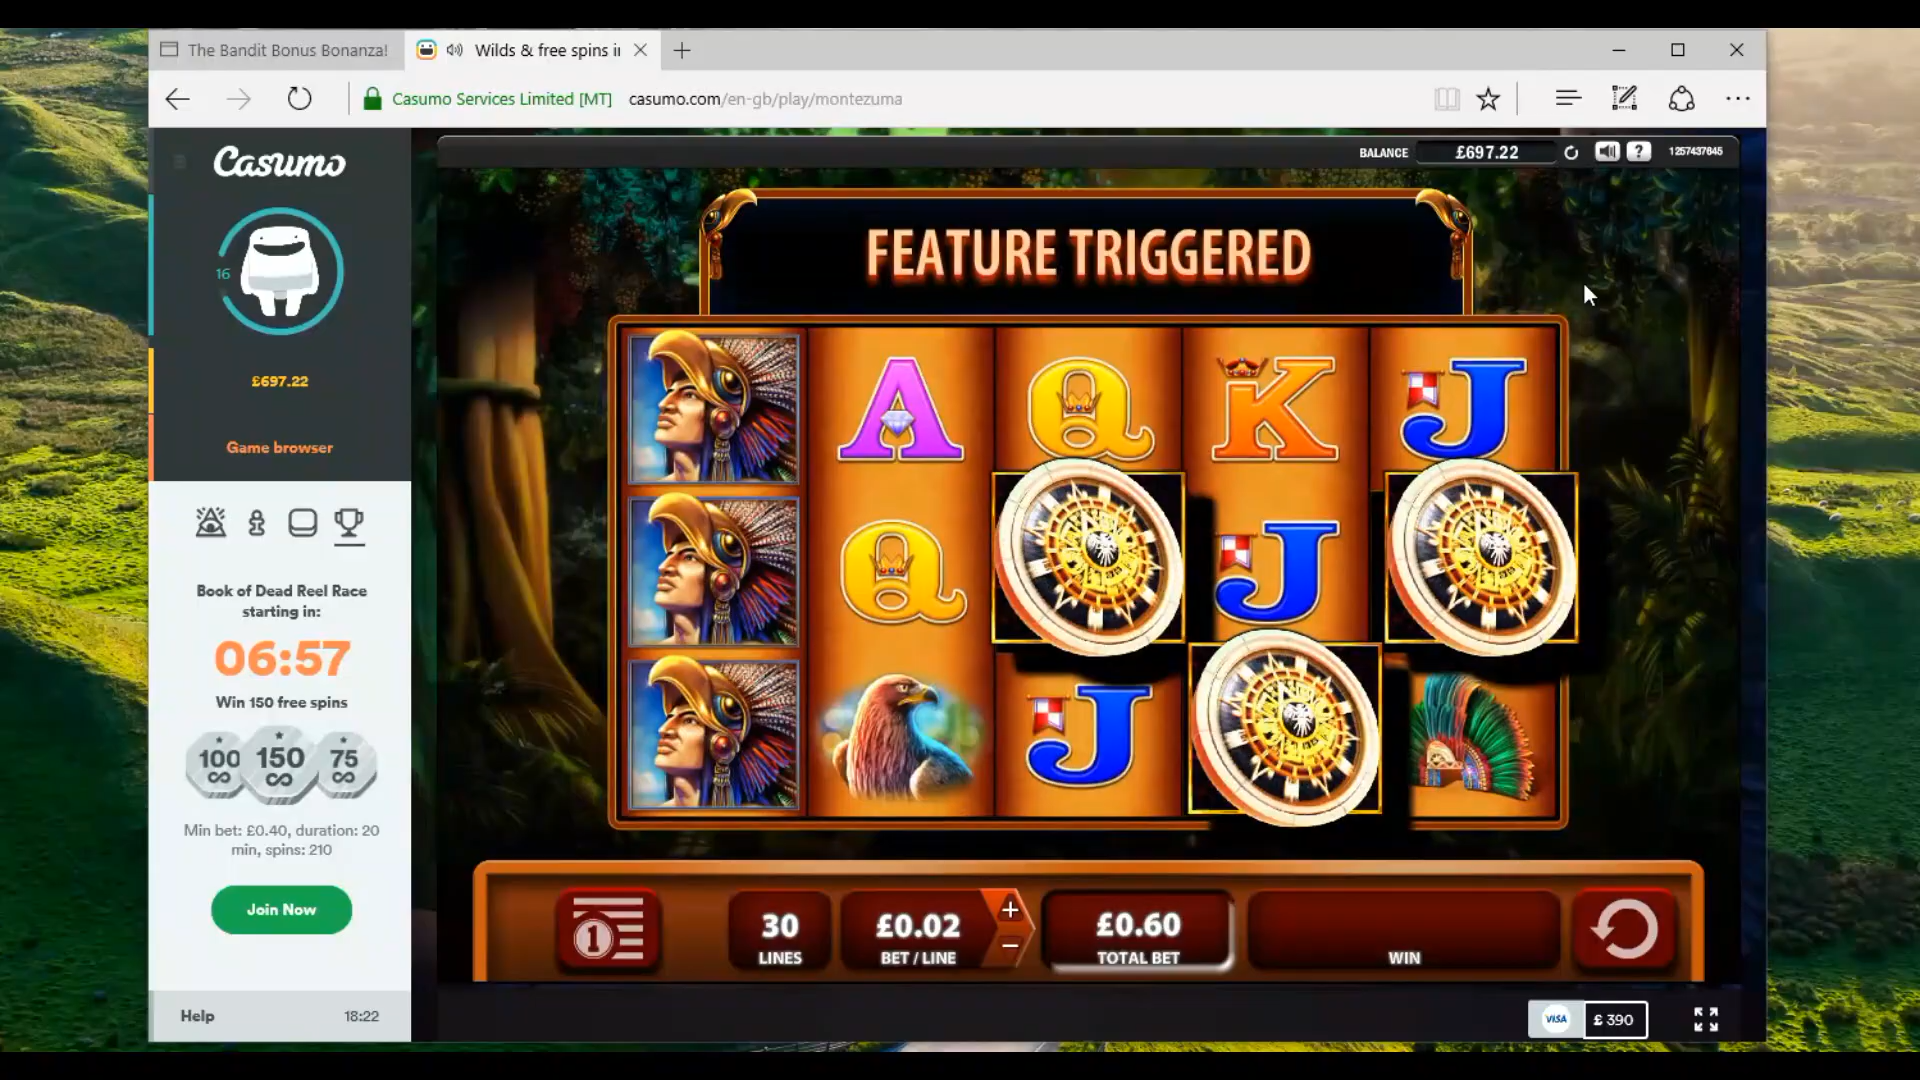 The Bandit Bonus Bonanza!
Wilds & free spins in
Casumo Services Limited [MT]
casumo.com/en-gb/play/montezuma
Casumo
16
£697.22
Game browser
Book of Dead Reel Race
starting in:
06:57
Win 150 free spins
100 150 75
Min bet: £0.40, duration: 20
min, spins: 210
Join Now
Help 18:22
BALANCE £697.22 ? 1257437645
FEATURE TRIGGERED
A Q K J
Q J
J
1
30
LINES
£0.02
BET / LINE
+
−
£0.60
TOTAL BET
WIN
VISA £ 390